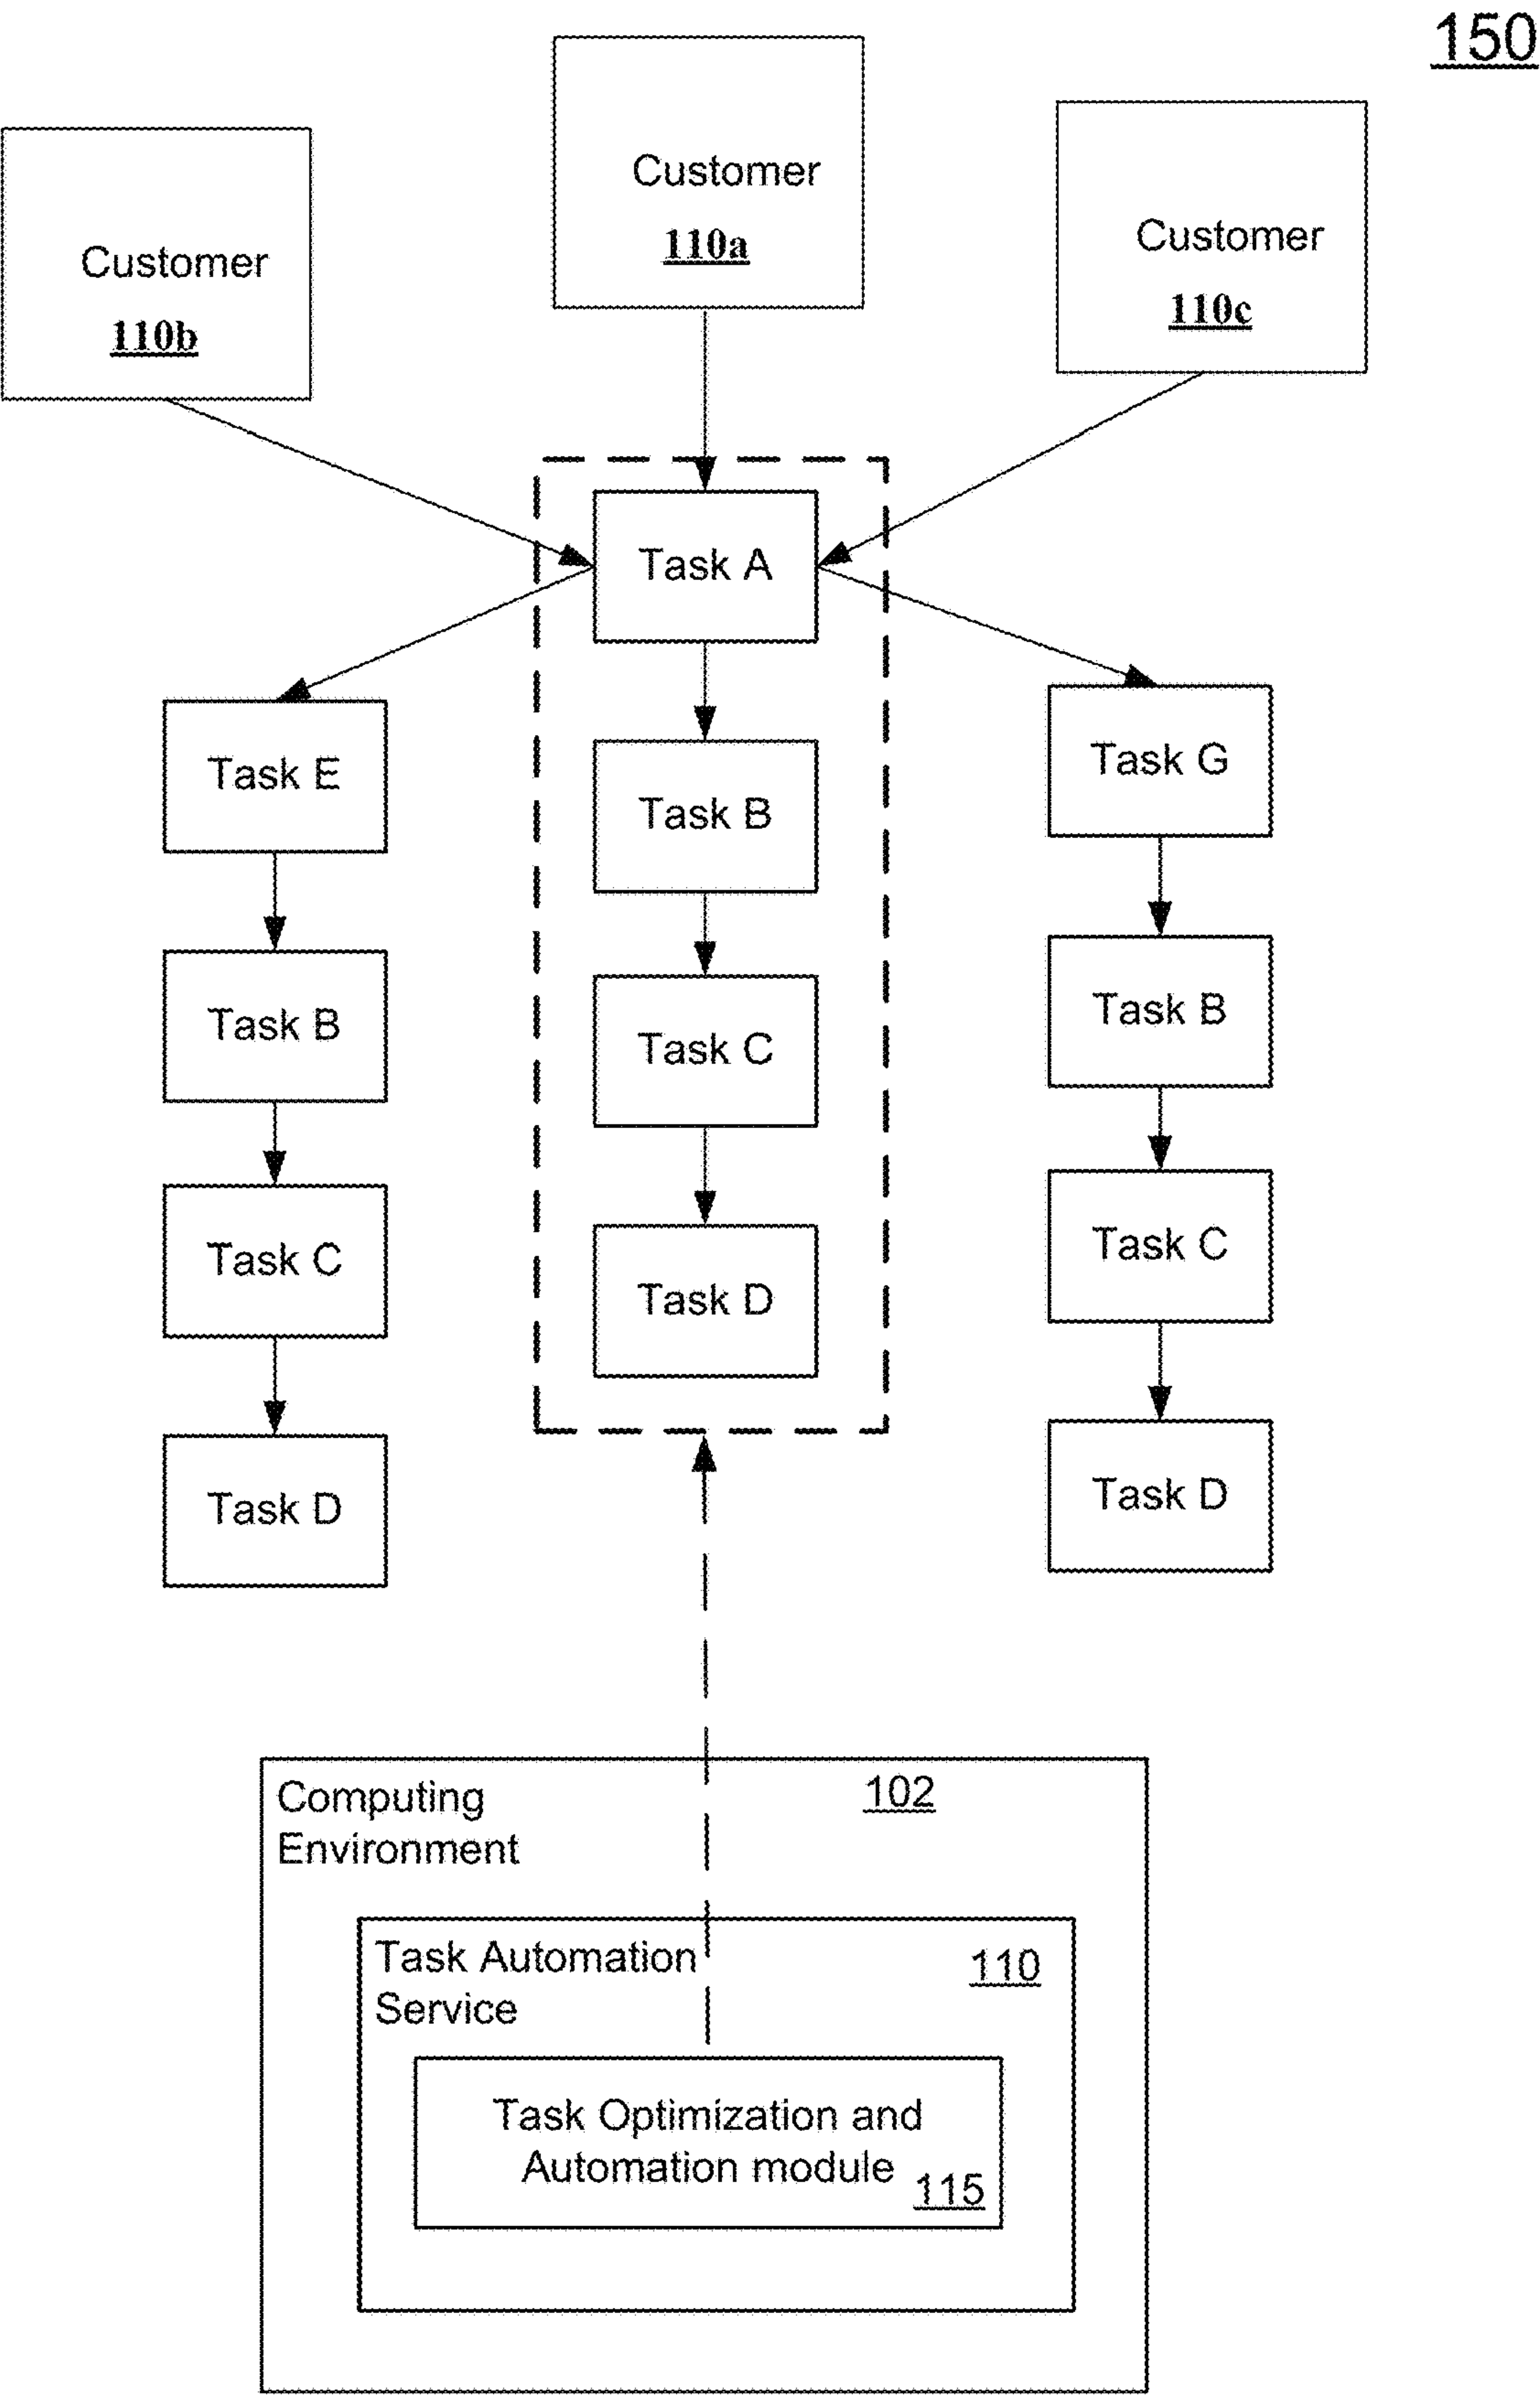 150
Customer
110a
Customer
110c
Customer
110b
Task A
Task E
Task B
Task G
Task B
Task C
Task B
Task C
Task D
Task C
Task D
Task D
Computing
Environment
102
Task Automation
Service
110
Task Optimization and
Automation module
115